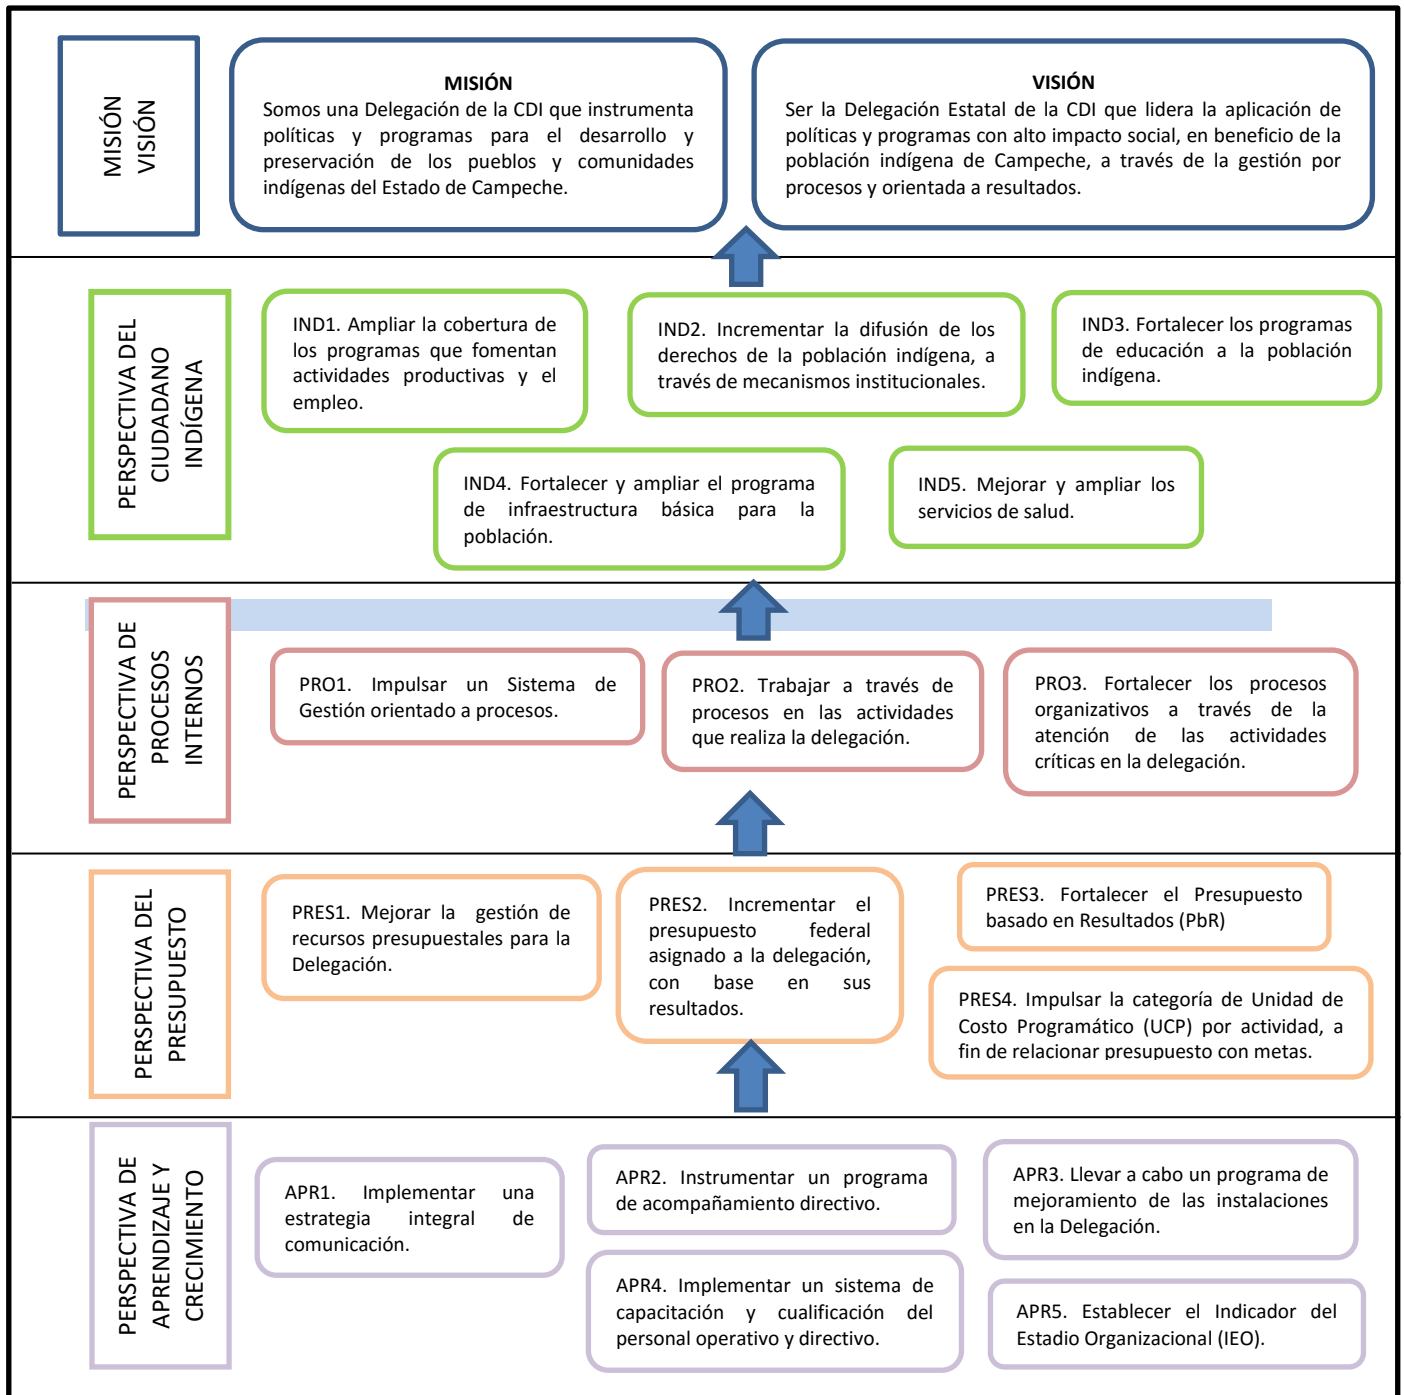 MISIÓN
VISIÓN
MISIÓN
Somos una Delegación de la CDI que instrumenta
políticas y programas para el desarrollo y
preservación de los pueblos y comunidades
indígenas del Estado de Campeche.
VISIÓN
Ser la Delegación Estatal de la CDI que lidera la aplicación de
políticas y programas con alto impacto social, en beneficio de la
población indígena de Campeche, a través de la gestión por
procesos y orientada a resultados.
PERSPECTIVA DEL
CIUDADANO
INDÍGENA
IND1. Ampliar la cobertura de
los programas que fomentan
actividades productivas y el
empleo.
IND2. Incrementar la difusión de los
derechos de la población indígena, a
través de mecanismos institucionales.
IND3. Fortalecer los programas
de educación a la población
indígena.
IND4. Fortalecer y ampliar el programa
de infraestructura básica para la
población.
IND5. Mejorar y ampliar los
servicios de salud.
PERSPECTIVA DE
PROCESOS
INTERNOS
PRO1. Impulsar un Sistema de
Gestión orientado a procesos.
PRO2. Trabajar a través de
procesos en las actividades
que realiza la delegación.
PRO3. Fortalecer los procesos
organizativos a través de la
atención de las actividades
críticas en la delegación.
PERSPECTIVA DEL
PRESUPUESTO
PRES1. Mejorar la gestión de
recursos presupuestales para la
Delegación.
PRES2. Incrementar el
presupuesto federal
asignado a la delegación,
con base en sus
resultados.
PRES3. Fortalecer el Presupuesto
basado en Resultados (PbR)
PRES4. Impulsar la categoría de Unidad de
Costo Programático (UCP) por actividad, a
fin de relacionar presupuesto con metas.
PERSPECTIVA DE
APRENDIZAJE Y
CRECIMIENTO
APR1. Implementar una
estrategia integral de
comunicación.
APR2. Instrumentar un programa
de acompañamiento directivo.
APR3. Llevar a cabo un programa de
mejoramiento de las instalaciones
en la Delegación.
APR4. Implementar un sistema de
capacitación y cualificación del
personal operativo y directivo.
APR5. Establecer el Indicador del
Estadio Organizacional (IEO).